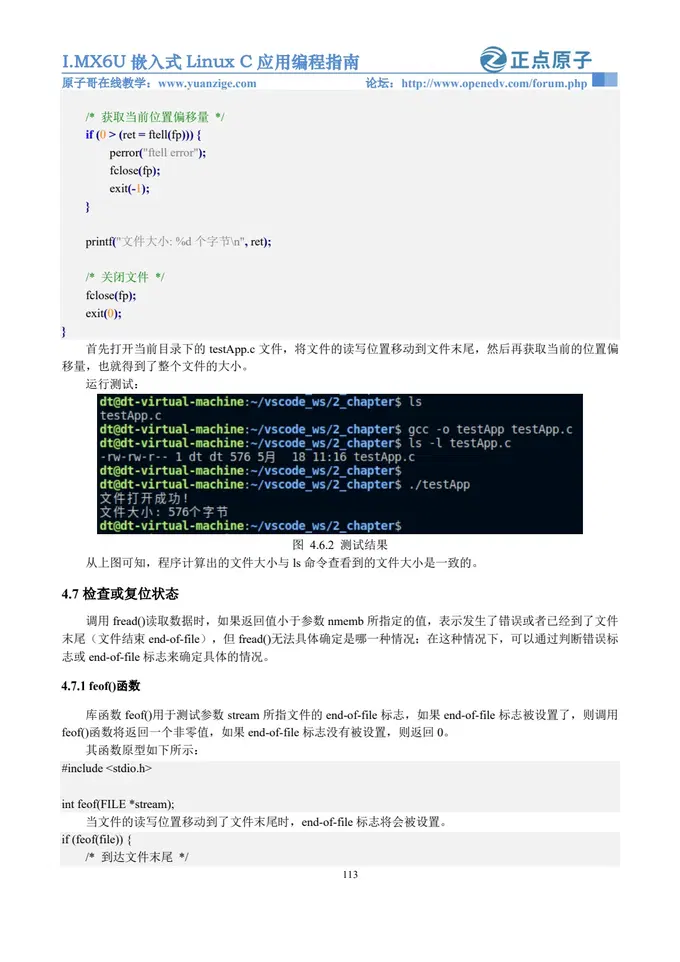 I.MX6U 嵌入式 Linux C 应用编程指南
正点原子
原子哥在线教学：www.yuanzige.com
论坛：http://www.openedv.com/forum.php
/* 获取当前位置偏移量 */
if (0 > (ret = ftell(fp))) {
perror("ftell error");
fclose(fp);
exit(-1);
}
printf("文件大小: %d 个字节\n", ret);
/* 关闭文件 */
fclose(fp);
exit(0);
}
首先打开当前目录下的 testApp.c 文件，将文件的读写位置移动到文件末尾，然后再获取当前的位置偏
移量，也就得到了整个文件的大小。
运行测试：
dt@dt-virtual-machine:~/vscode_ws/2_chapter$ ls
testApp.c
dt@dt-virtual-machine:~/vscode_ws/2_chapter$ gcc -o testApp testApp.c
dt@dt-virtual-machine:~/vscode_ws/2_chapter$ ls -l testApp.c
-rw-rw-r-- 1 dt dt 576 5月  18 11:16 testApp.c
dt@dt-virtual-machine:~/vscode_ws/2_chapter$
dt@dt-virtual-machine:~/vscode_ws/2_chapter$ ./testApp
文件打开成功！
文件大小: 576个字节
dt@dt-virtual-machine:~/vscode_ws/2_chapter$
图 4.6.2 测试结果
从上图可知，程序计算出的文件大小与 ls 命令查看到的文件大小是一致的。
4.7 检查或复位状态
调用 fread()读取数据时，如果返回值小于参数 nmemb 所指定的值，表示发生了错误或者已经到了文件
末尾（文件结束 end-of-file），但 fread()无法具体确定是哪一种情况；在这种情况下，可以通过判断错误标
志或 end-of-file 标志来确定具体的情况。
4.7.1 feof()函数
库函数 feof()用于测试参数 stream 所指文件的 end-of-file 标志，如果 end-of-file 标志被设置了，则调用
feof()函数将返回一个非零值，如果 end-of-file 标志没有被设置，则返回 0。
其函数原型如下所示：
#include <stdio.h>
int feof(FILE *stream);
当文件的读写位置移动到了文件末尾时，end-of-file 标志将会被设置。
if (feof(file)) {
/* 到达文件末尾 */
113